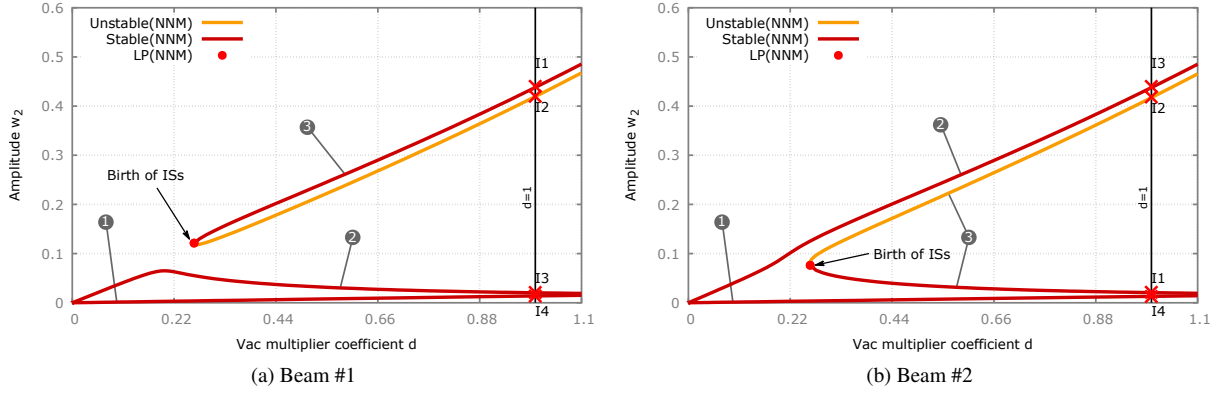 Unstable(NNM)
Stable(NNM)
LP(NNM)
0.6
0.5
0.4
0.3
0.2
0.1
0
Amplitude w2
I1
I2
3
d=1
Birth of ISs
1
2
I3
I4
0
0.22
0.44
0.66
0.88
1.1
Vac multiplier coefficient d
(a) Beam #1
Unstable(NNM)
Stable(NNM)
LP(NNM)
0.6
0.5
0.4
0.3
0.2
0.1
0
Amplitude w2
I3
I2
2
d=1
1
3
Birth of ISs
I1
I4
0
0.22
0.44
0.66
0.88
1.1
Vac multiplier coefficient d
(b) Beam #2